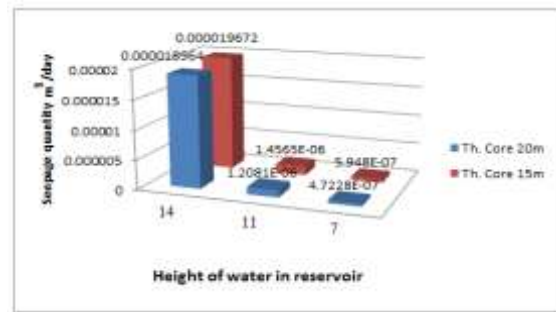 0.000019672
0.000018964
0.00002
0.000015
0.00001
0.000005
0
Seepage quantity m³/day
1.4565E-06
5.948E-07
1.2081E-06
4.7228E-07
14
11
7
Th. Core 20m
Th. Core 15m
Height of water in reservoir